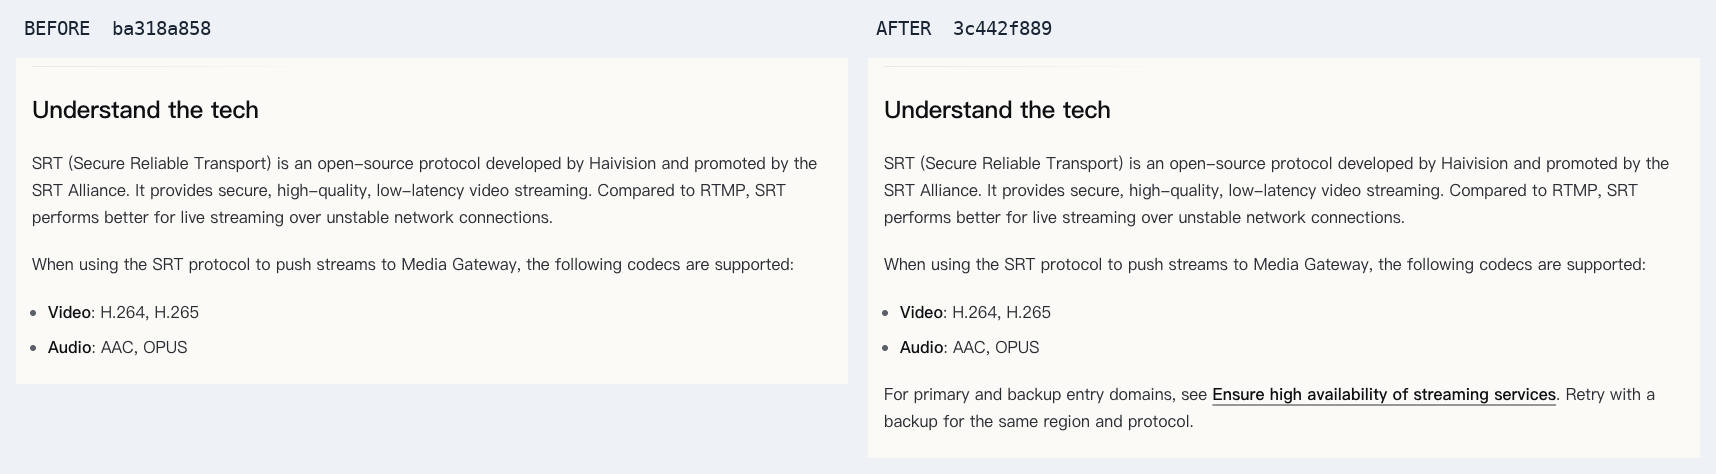 BEFORE ba318a858
Understand the tech
SRT (Secure Reliable Transport) is an open-source protocol developed by Haivision and promoted by the
SRT Alliance. It provides secure, high-quality, low-latency video streaming. Compared to RTMP, SRT
performs better for live streaming over unstable network connections.
When using the SRT protocol to push streams to Media Gateway, the following codecs are supported:
• Video: H.264, H.265
• Audio: AAC, OPUS
AFTER 3c442f889
Understand the tech
SRT (Secure Reliable Transport) is an open-source protocol developed by Haivision and promoted by the
SRT Alliance. It provides secure, high-quality, low-latency video streaming. Compared to RTMP, SRT
performs better for live streaming over unstable network connections.
When using the SRT protocol to push streams to Media Gateway, the following codecs are supported:
• Video: H.264, H.265
• Audio: AAC, OPUS
For primary and backup entry domains, see Ensure high availability of streaming services. Retry with a
backup for the same region and protocol.